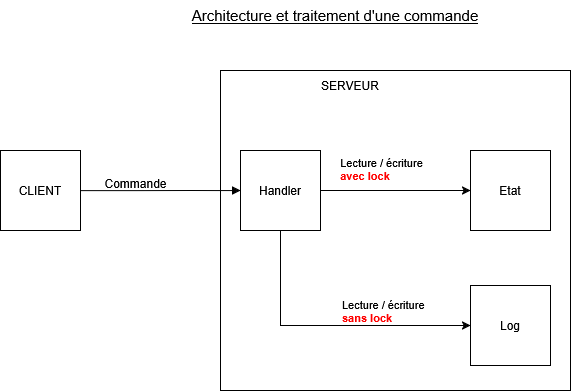 Architecture et traitement d'une commande
SERVEUR
CLIENT
Commande
Handler
Lecture / écriture
avec lock
Etat
Lecture / écriture
sans lock
Log